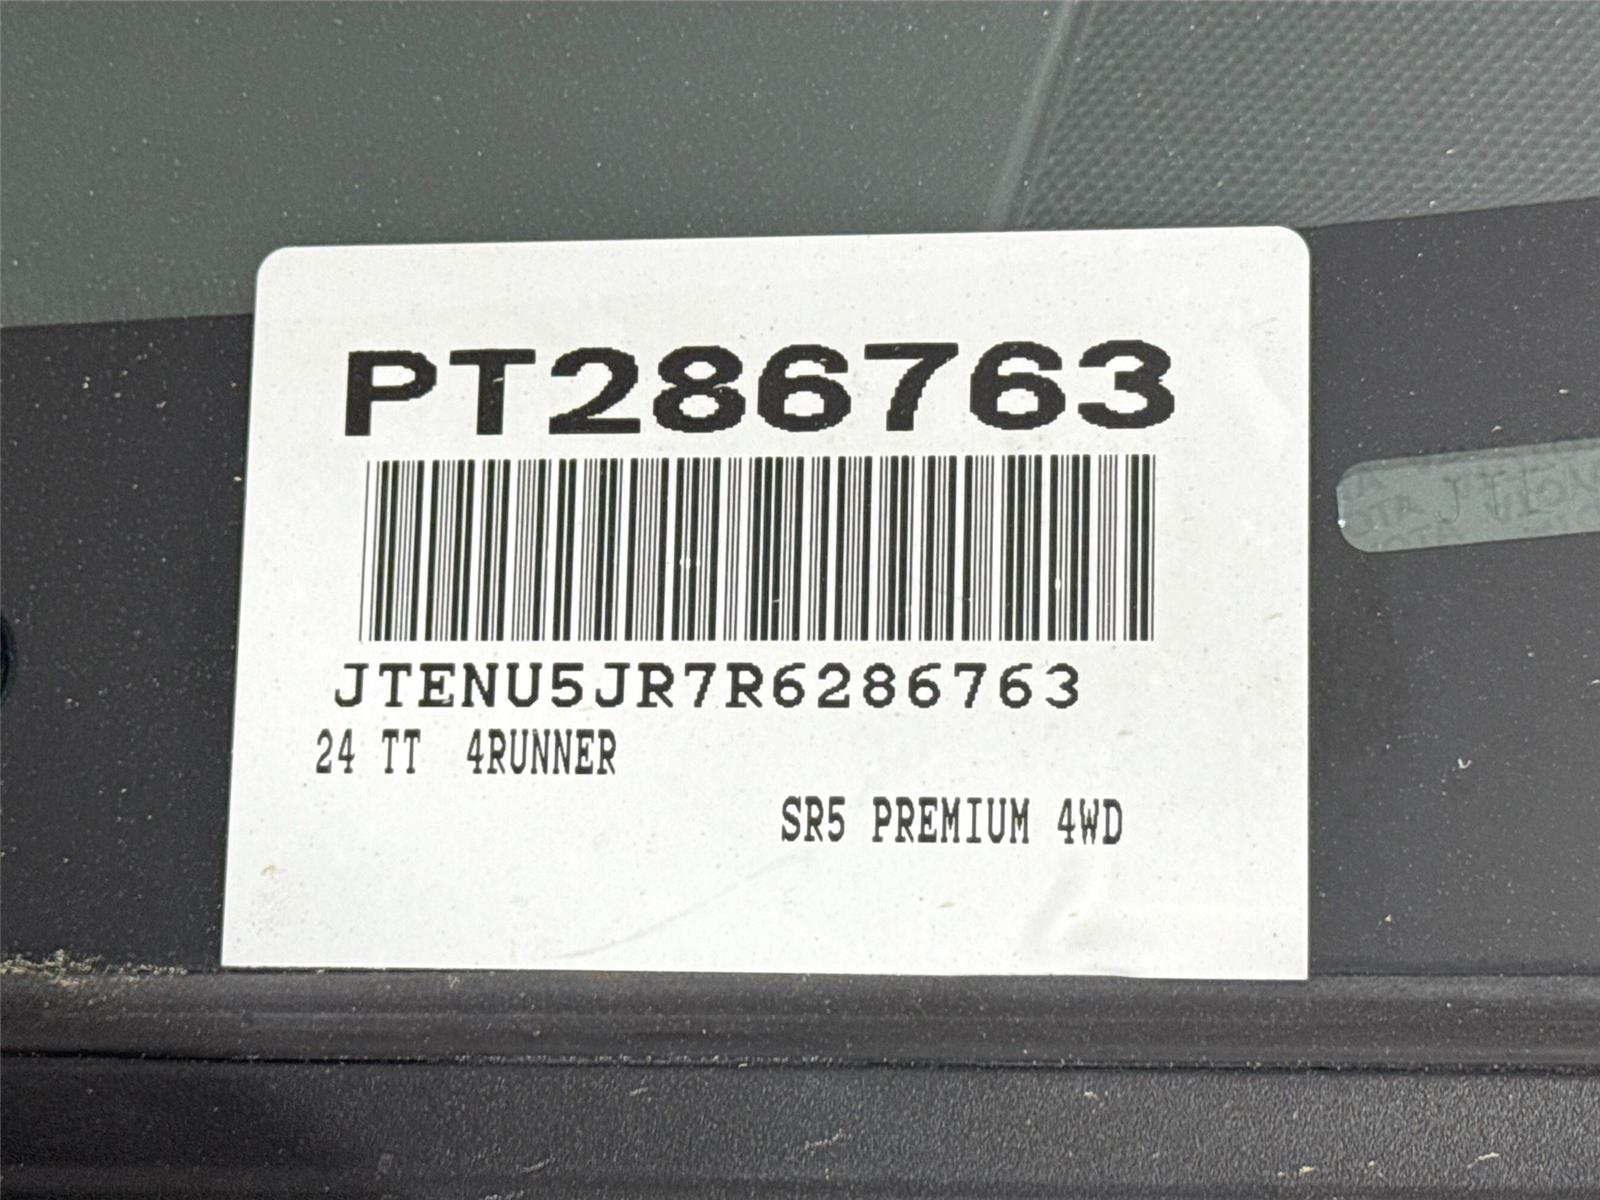 PT286763
JTENU5JR7R6286763
24 TT 4RUNNER
SR5 PREMIUM 4WD